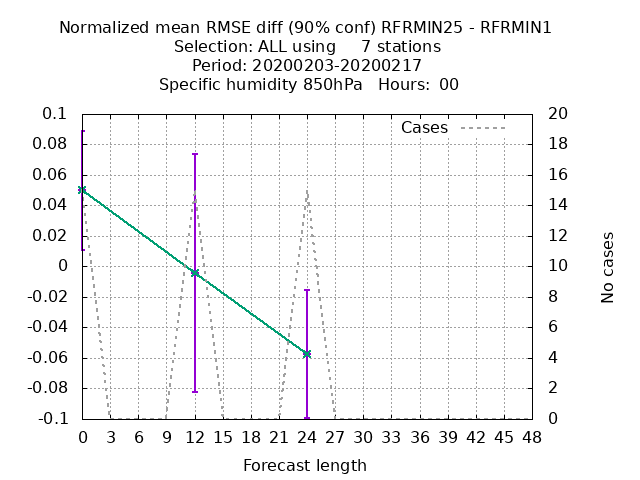 Normalized mean RMSE diff (90% conf) RFRMIN25 - RFRMIN1
Selection: ALL using     7 stations
Period: 20200203-20200217
Specific humidity 850hPa   Hours:  00
Cases
0.1
0.08
0.06
0.04
0.02
0
-0.02
-0.04
-0.06
-0.08
-0.1
20
18
16
14
12
10
8
6
4
2
0
No cases
0 3 6 9 12 15 18 21 24 27 30 33 36 39 42 45 48
Forecast length